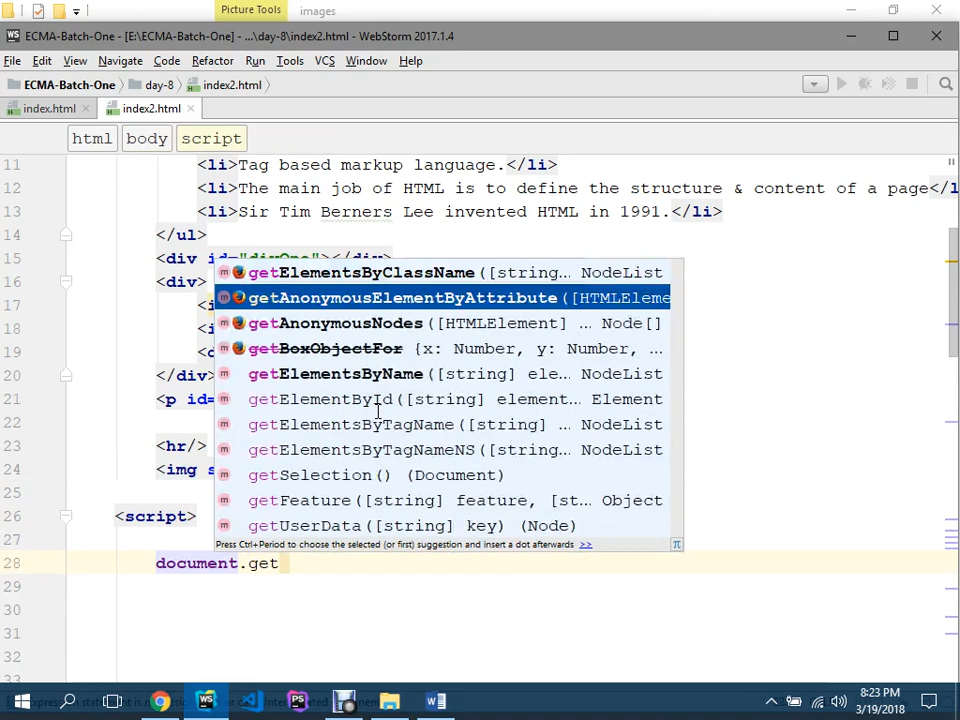 Picture Tools
images
ECMA-Batch-One - [E:\ECMA-Batch-One] - ...\day-8\index2.html - WebStorm 2017.1.4
File Edit View Navigate Code Refactor Run Tools VCS Window Help
ECMA-Batch-One day-8 index2.html
index.html index2.html
html body script
11 <li>Tag based markup language.</li>
12 <li>The main job of HTML is to define the structure & content of a page</l
13 <li>Sir Tim Berners Lee invented HTML in 1991.</li>
14 </ul>
15 <div id="divOne"></div>
getElementsByClassName([string... NodeList
16 <div>
getAnonymousElementByAttribute([HTMLEleme
17 <i
getAnonymousNodes([HTMLElement] ... Node[]
18 <i
getBoxObjectFor {x: Number, y: Number, ...
19
getElementsByName([string] ele... NodeList
20 </div>
21 <p id=
getElementById([string] element... Element
22
getElementsByTagName([string] ... NodeList
23 <hr/>
getElementsByTagNameNS([string... NodeList
24 <img s
getSelection() (Document)
25
getFeature([string] feature, [st... Object
26 <script>
getUserData([string] key) (Node)
27
Press Ctrl+Period to choose the selected (or first) suggestion and insert a dot afterwards >> π
28 document.get
29
30
31
32
33
8:23 PM
3/19/2018